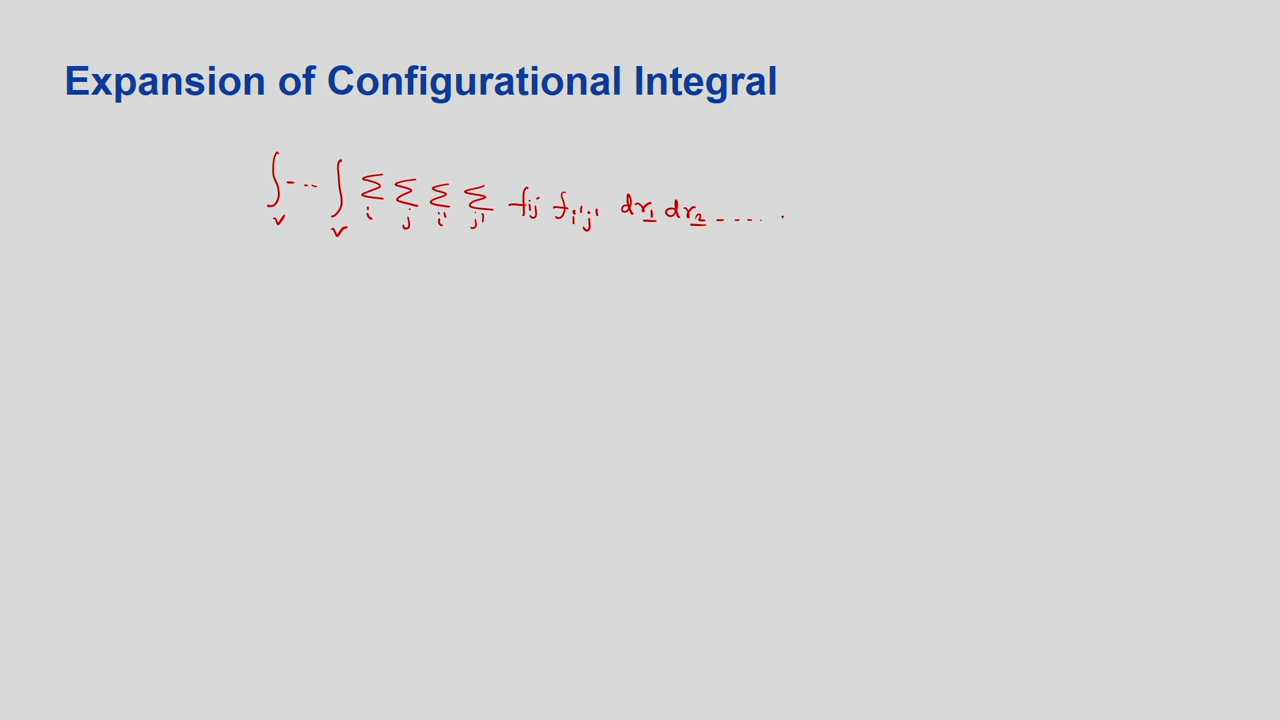 Expansion of Configurational Integral
∫_v --- ∫_v Σ_i Σ_j Σ_i' Σ_j' f_ij f_i'j' dr_1 dr_2 ------